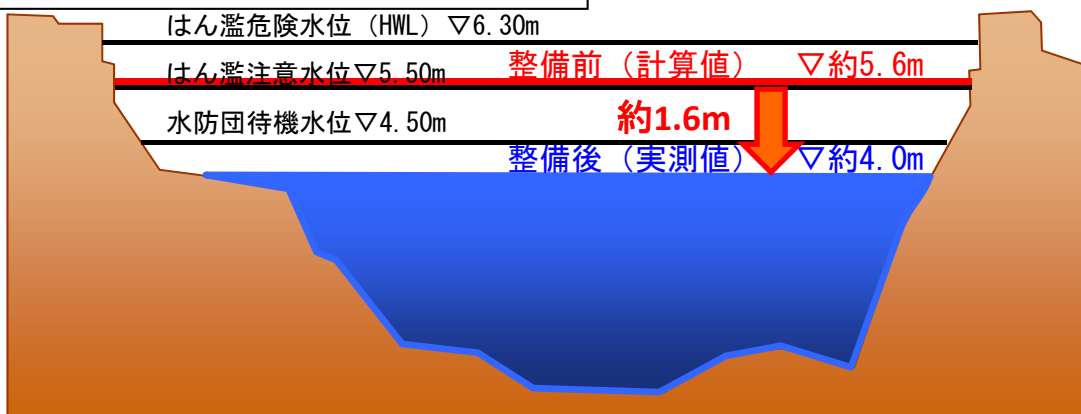 はん濫危険水位（HWL）▽6.30m
整備前（計算値） ▽約5.6m
はん濫注意水位▽5.50m
約1.6m
水防団待機水位▽4.50m
整備後（実測値） ▽約4.0m